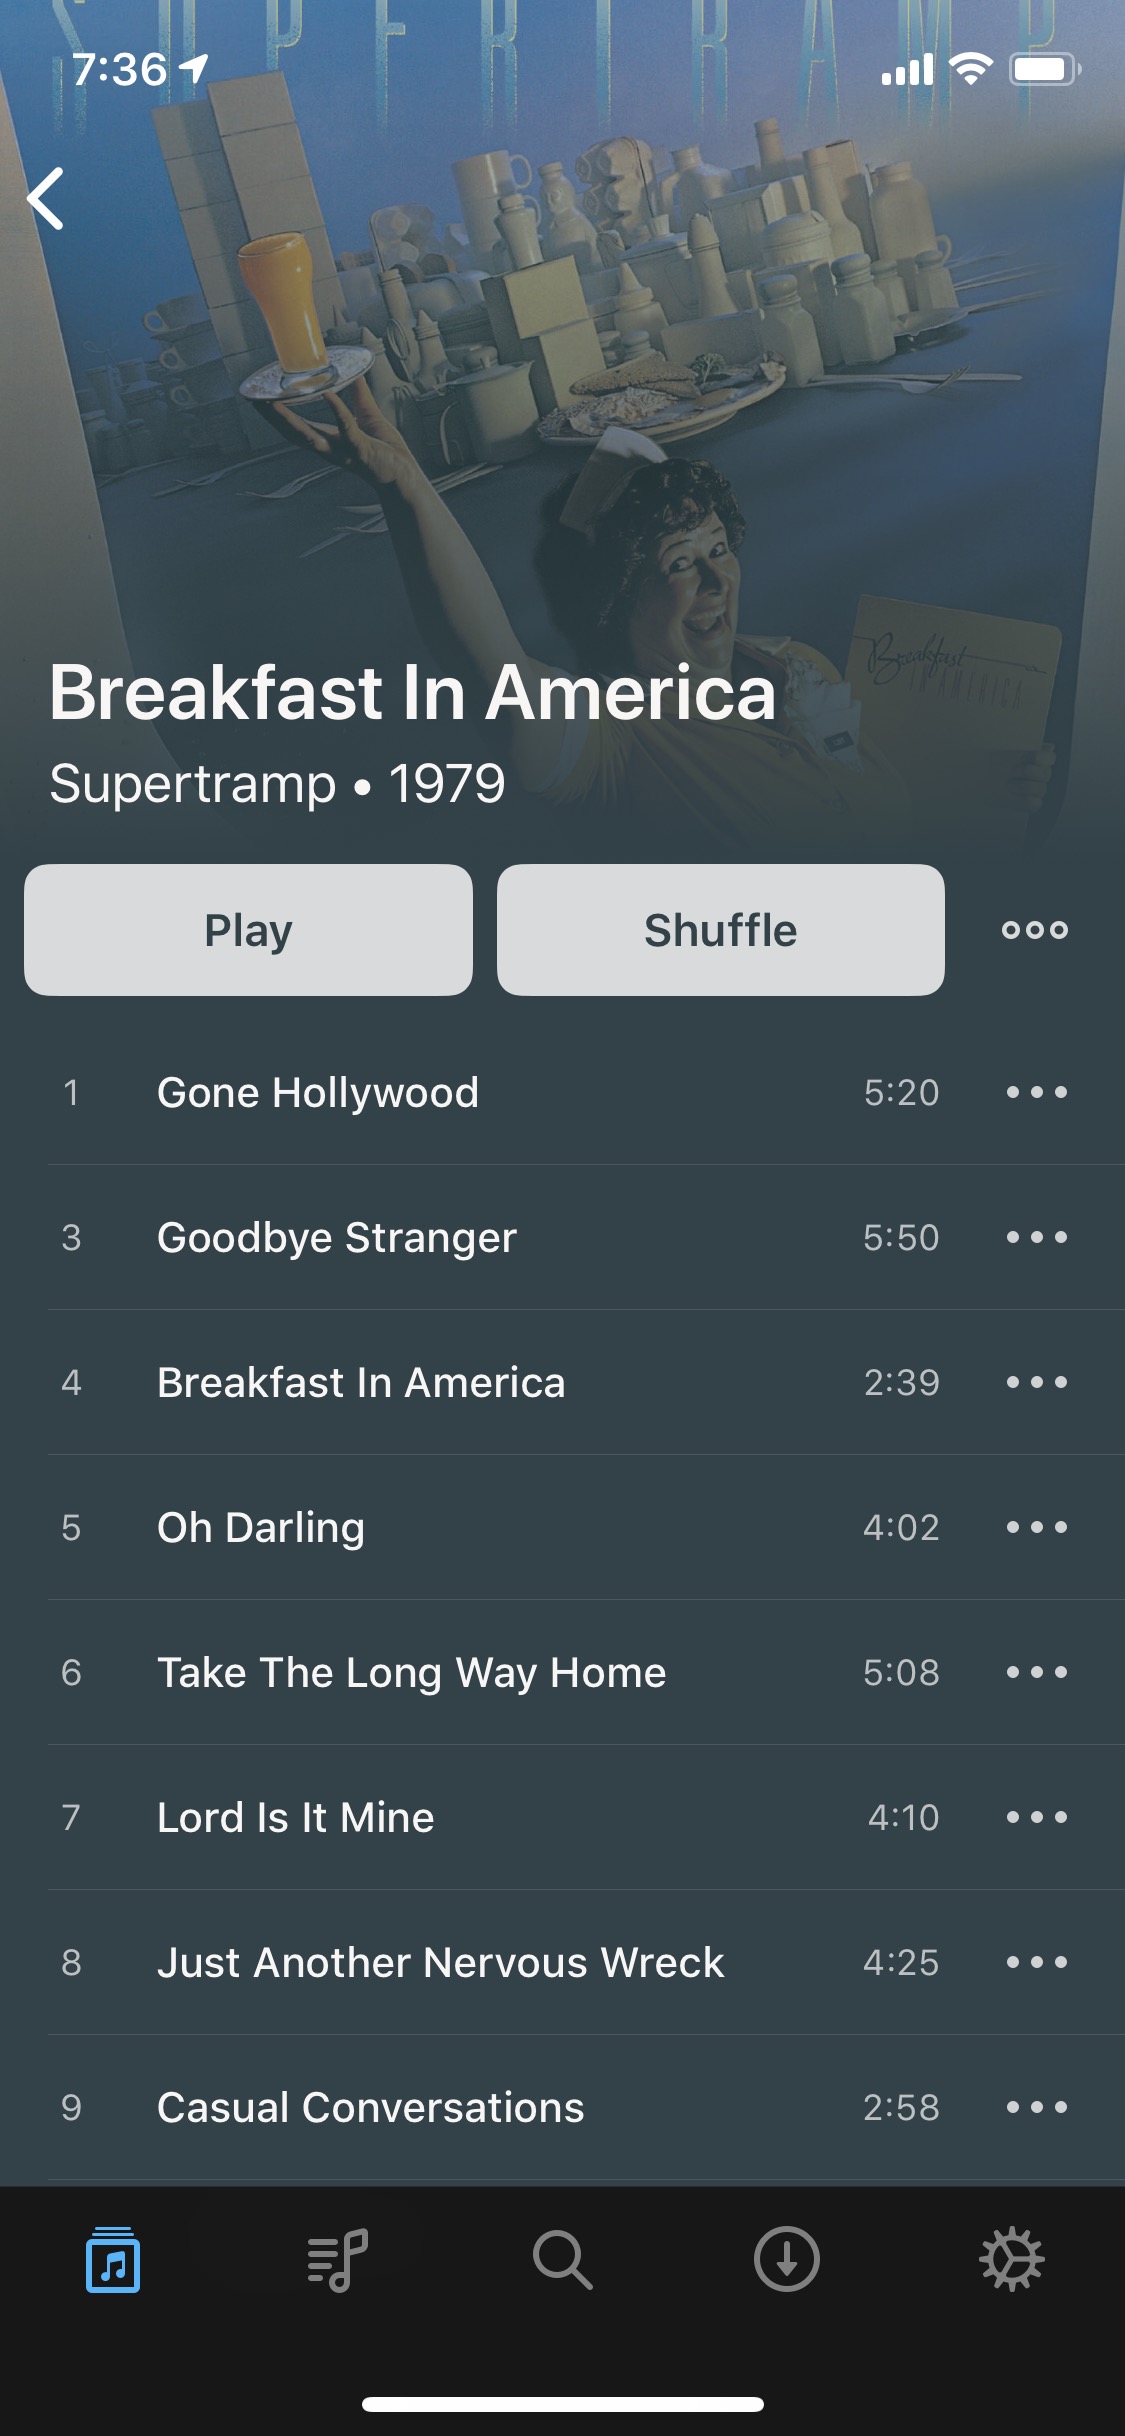 SUPERTRAMP
7:36
Breakfast
IN AMERICA
Breakfast In America
Supertramp • 1979
Play
Shuffle
1 Gone Hollywood 5:20
3 Goodbye Stranger 5:50
4 Breakfast In America 2:39
5 Oh Darling 4:02
6 Take The Long Way Home 5:08
7 Lord Is It Mine 4:10
8 Just Another Nervous Wreck 4:25
9 Casual Conversations 2:58